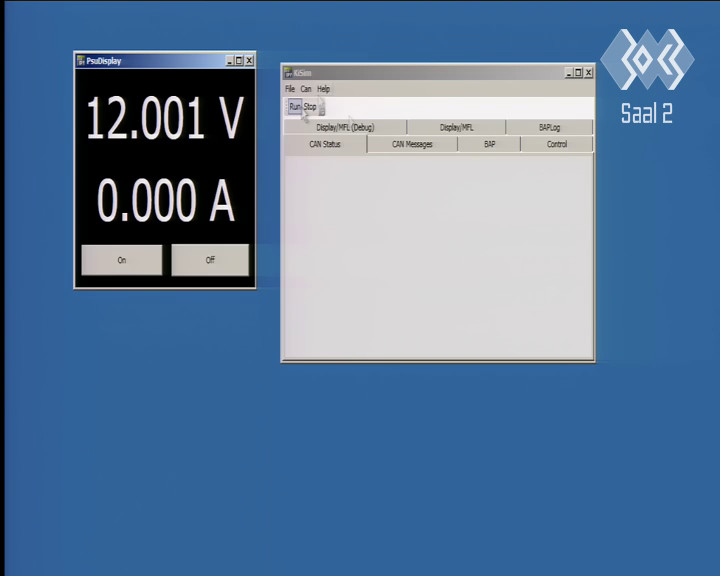 PsuDisplay
12.001 V
0.000 A
On Off
KiSim
File Can Help
Run Stop
Display/MFL (Debug) Display/MFL BAPLog
CAN Status CAN Messages BAP Control
Saal 2